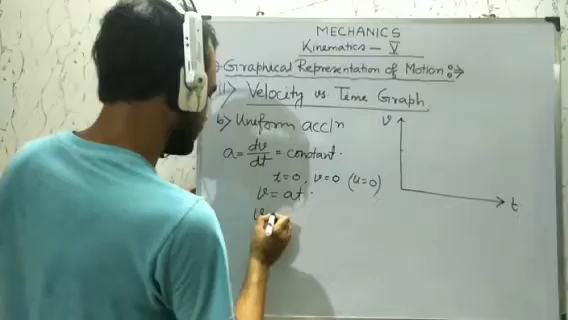 MECHANICS
Kinematics - V
Graphical Representation of Motion :->
ii> Velocity vs Time Graph
b> Uniform accl^n
a = dv/dt = constant.
t=0, v=0 (u=0)
v = at.
v
v
t